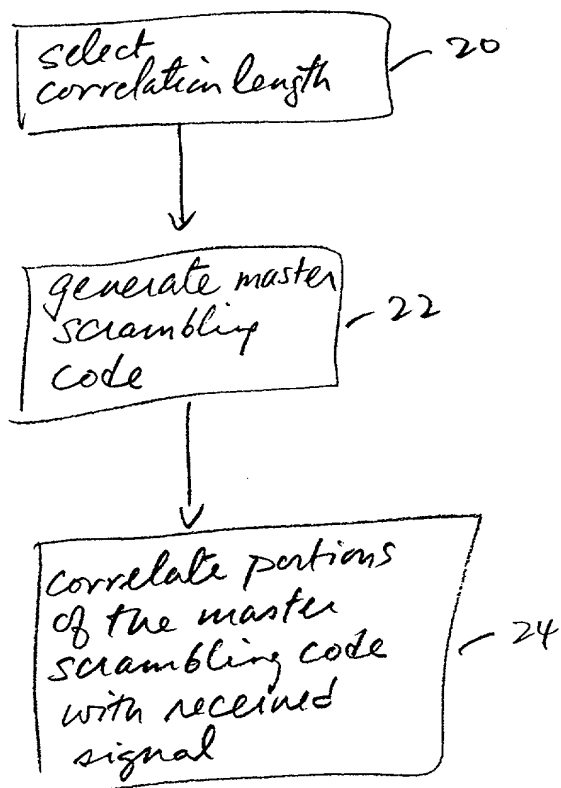 select
correlation length
20
generate master
scrambling
code
22
correlate portions
of the master
scrambling code
with received
signal
24